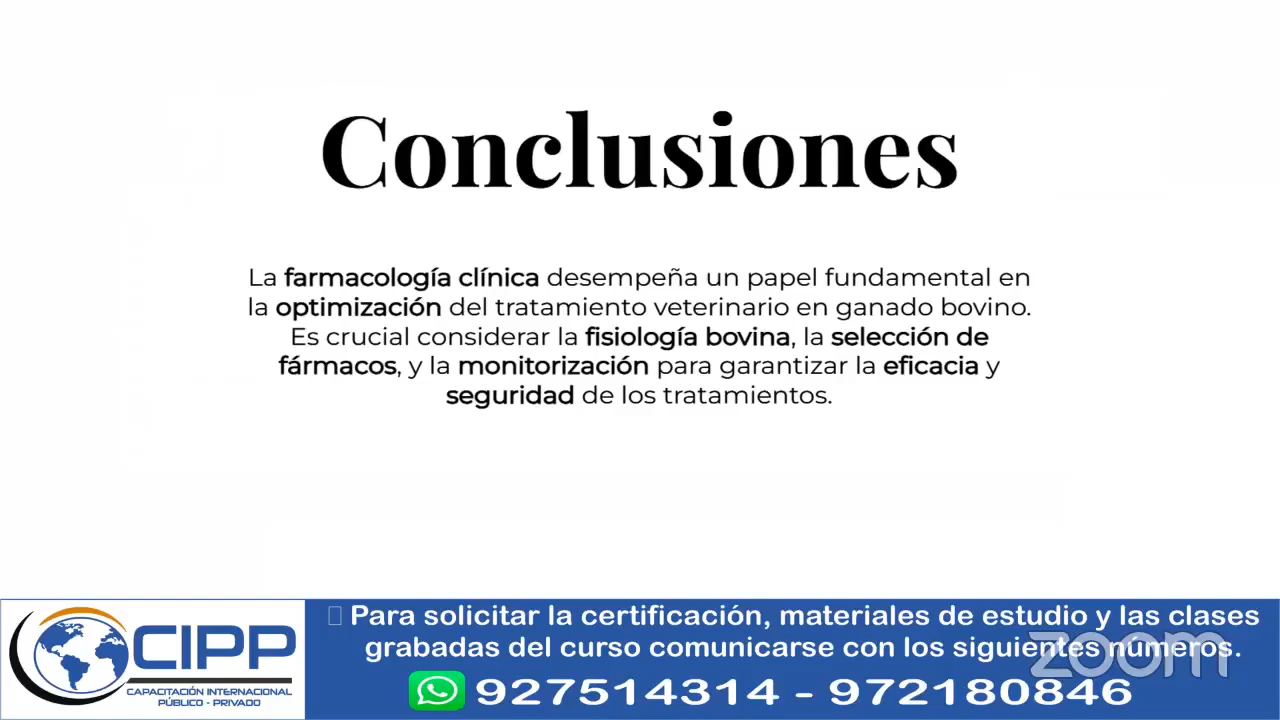 Conclusiones
La farmacología clínica desempeña un papel fundamental en
la optimización del tratamiento veterinario en ganado bovino.
Es crucial considerar la fisiología bovina, la selección de
fármacos, y la monitorización para garantizar la eficacia y
seguridad de los tratamientos.
CIPP
CAPACITACIÓN INTERNACIONAL
PÚBLICO - PRIVADO
Para solicitar la certificación, materiales de estudio y las clases
grabadas del curso comunicarse con los siguientes números.
927514314 - 972180846
zoom